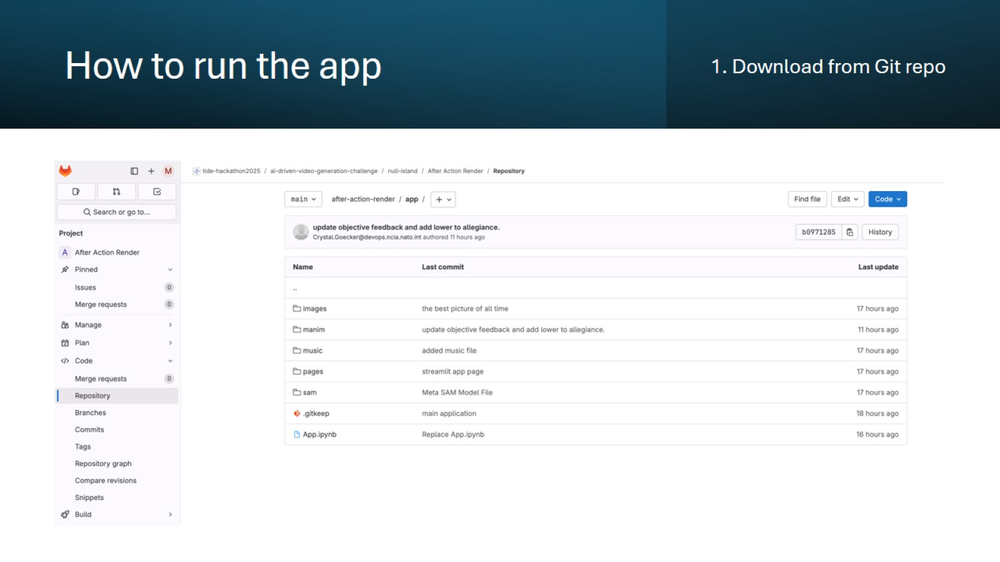 How to run the app
1. Download from Git repo
M
tide-hackathon2025 / ai-driven-video-generation-challenge / null-island / After Action Render / Repository
Search or go to...
Project
A After Action Render
Pinned
Issues 0
Merge requests 0
Manage
Plan
Code
Merge requests 0
Repository
Branches
Commits
Tags
Repository graph
Compare revisions
Snippets
Build
main after-action-render / app / + Find file Edit Code
update objective feedback and add lower to allegiance.
Crystal.Goecker@devops.ncia.nato.int authored 11 hours ago
b0971285 History
Name Last commit Last update
..
images the best picture of all time 17 hours ago
manim update objective feedback and add lower to allegiance. 11 hours ago
music added music file 17 hours ago
pages streamlit app page 17 hours ago
sam Meta SAM Model File 17 hours ago
.gitkeep main application 18 hours ago
App.ipynb Replace App.ipynb 16 hours ago